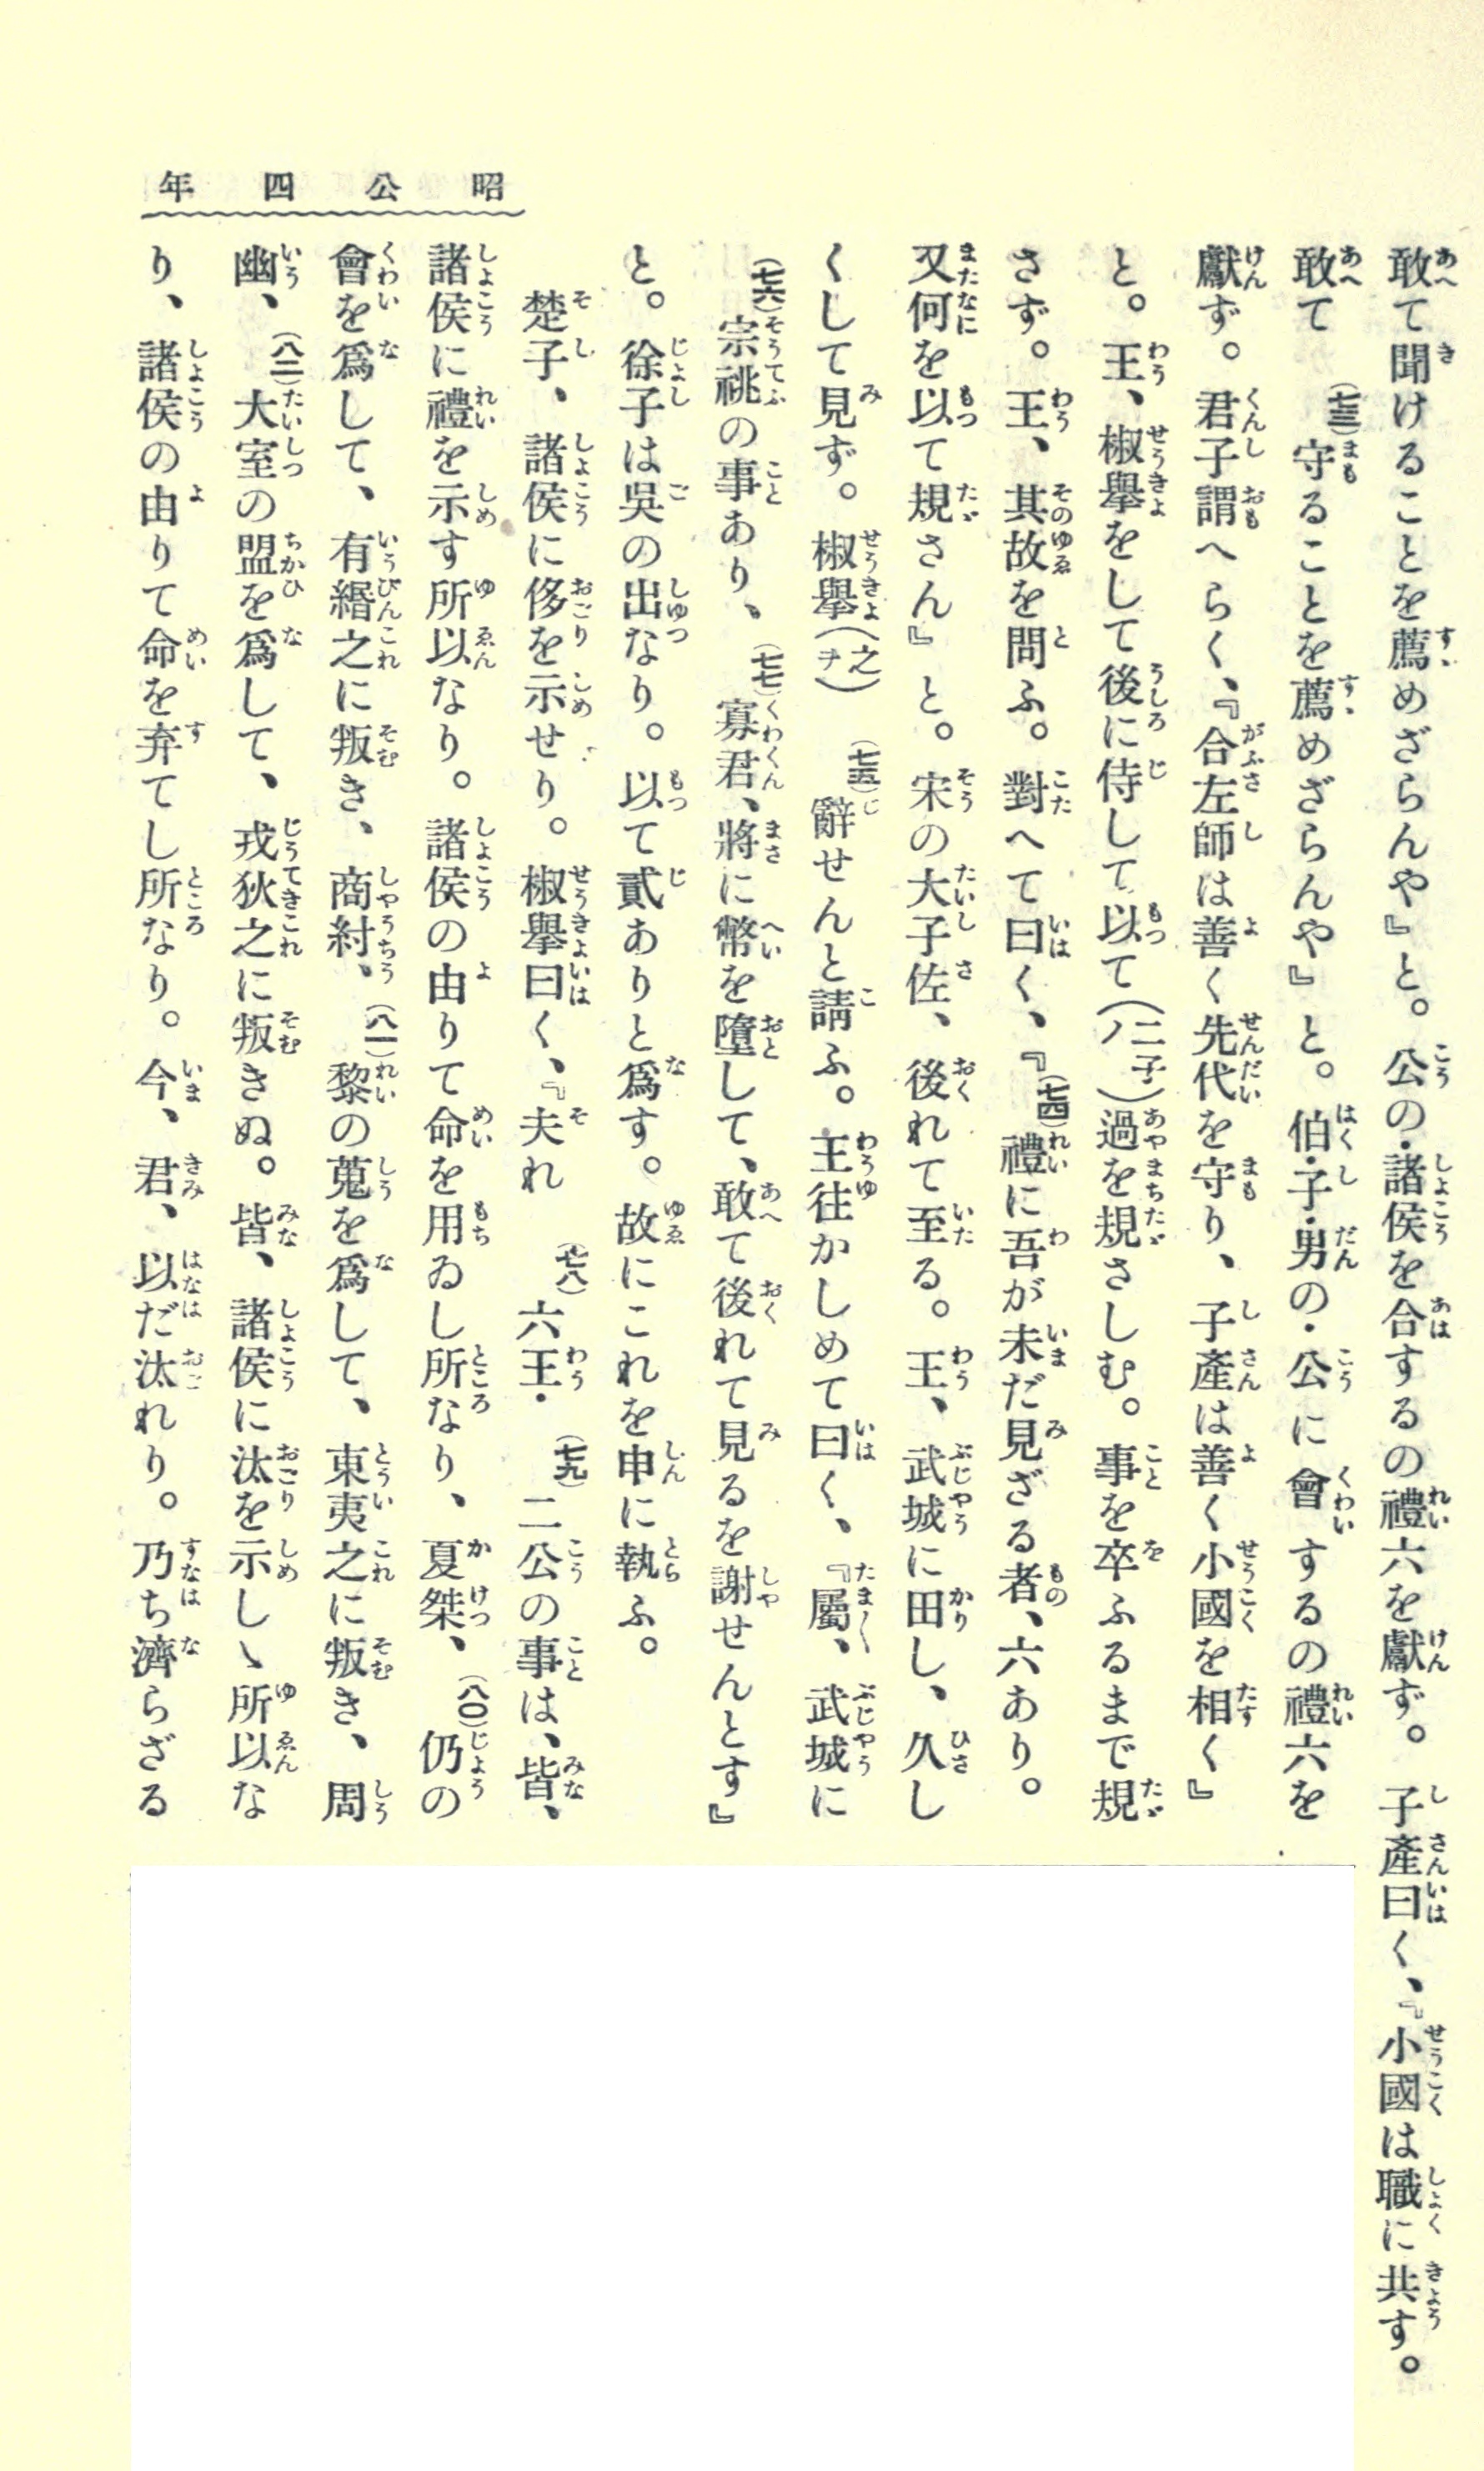 昭公四年
敢て聞けることを薦めざらんや』と。公の・諸侯を合するの禮六を獻ず。子產曰く、『小國は職に共す。
敢て(七三)守ることを薦めざらんや』と。伯・子・男の・公に會するの禮六を
獻ず。君子謂へらく、『合左師は善く先代を守り、子產は善く小國を相く』
と。王、椒擧をして後に侍して以て(二子ノ)過を規さしむ。事を卒ふるまで規
さず。王、其故を問ふ。對へて曰く、『(七四)禮に吾が未だ見ざる者、六あり。
又何を以て規さん』と。宋の大子佐、後れて至る。王、武城に田し、久し
くして見ず。椒擧(之ヲ)(七五)辭せんと請ふ。王往かしめて曰く、『屬、武城に
(七六)宗祧の事あり、(七七)寡君、將に幣を墮して、敢て後れて見るを謝せんとす』
と。徐子は吳の出なり。以て貳ありと爲す。故にこれを申に執ふ。
楚子、諸侯に侈を示せり。椒擧曰く、『夫れ(七八)六王・(七九)二公の事は、皆、
諸侯に禮を示す所以なり。諸侯の由りて命を用ゐし所なり、夏桀、(八〇)仍の
會を爲して、有緡之に叛き、商紂、(八一)黎の蒐を爲して、東夷之に叛き、周
幽、(八二)大室の盟を爲して、戎狄之に叛きぬ。皆、諸侯に汰を示しゝ所以な
り、諸侯の由りて命を弃てし所なり。今、君、以だ汰れり。乃ち濟らざる